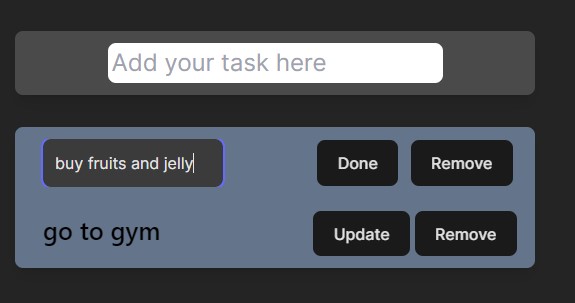 Add your task here
buy fruits and jelly Done Remove
go to gym Update Remove